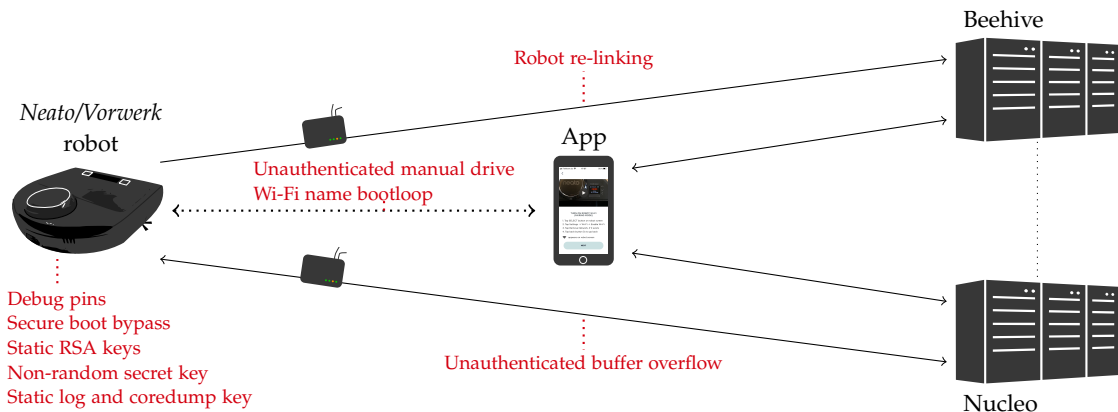 Beehive
Robot re-linking
Neato/Vorwerk
robot
App
Unauthenticated manual drive
Wi-Fi name bootloop
Debug pins
Secure boot bypass
Static RSA keys
Non-random secret key
Static log and coredump key
Unauthenticated buffer overflow
Nucleo